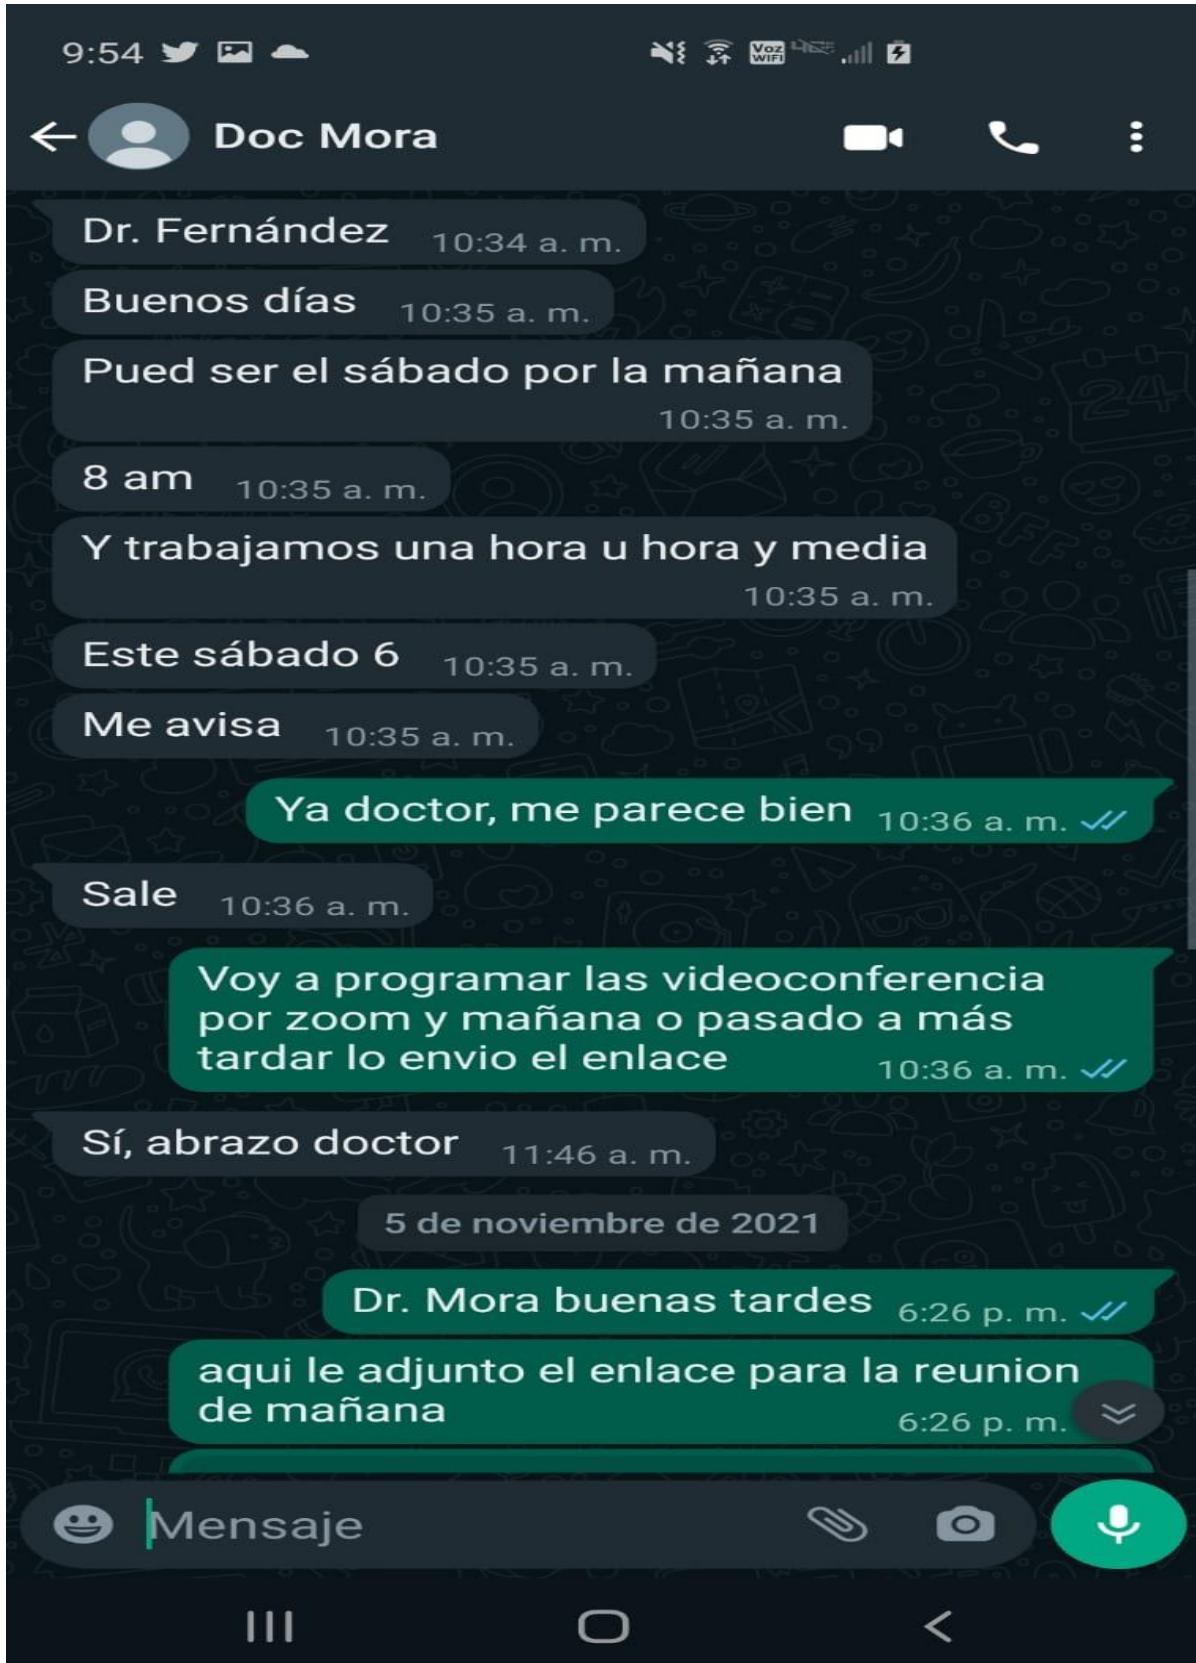 9:54
Voz
WIFI
Doc Mora
Dr. Fernández 10:34 a. m.
Buenos días 10:35 a. m.
Pued ser el sábado por la mañana
10:35 a. m.
8 am 10:35 a. m.
Y trabajamos una hora u hora y media
10:35 a. m.
Este sábado 6 10:35 a. m.
Me avisa 10:35 a. m.
Ya doctor, me parece bien 10:36 a. m.
Sale 10:36 a. m.
Voy a programar las videoconferencia
por zoom y mañana o pasado a más
tardar lo envio el enlace 10:36 a. m.
Sí, abrazo doctor 11:46 a. m.
5 de noviembre de 2021
Dr. Mora buenas tardes 6:26 p. m.
aqui le adjunto el enlace para la reunion
de mañana 6:26 p. m.
Mensaje